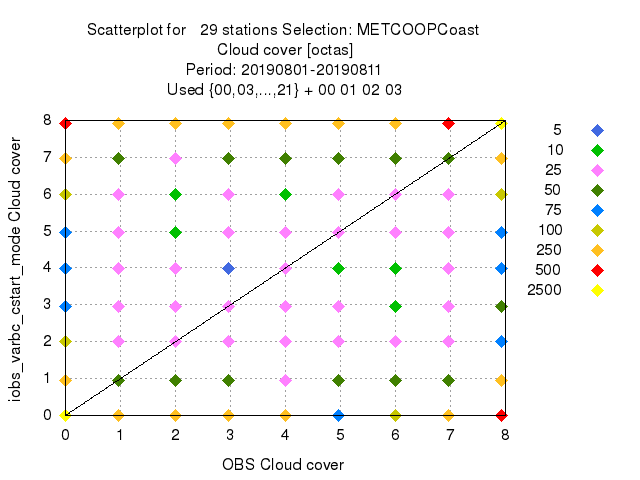 Scatterplot for 29 stations Selection: METCOOPCoast
Cloud cover [octas]
Period: 20190801-20190811
Used {00,03,...,21} + 00 01 02 03
iobs_varbc_cstart_mode Cloud cover
8
7
6
5
4
3
2
1
0
0 1 2 3 4 5 6 7 8
OBS Cloud cover
5
10
25
50
75
100
250
500
2500